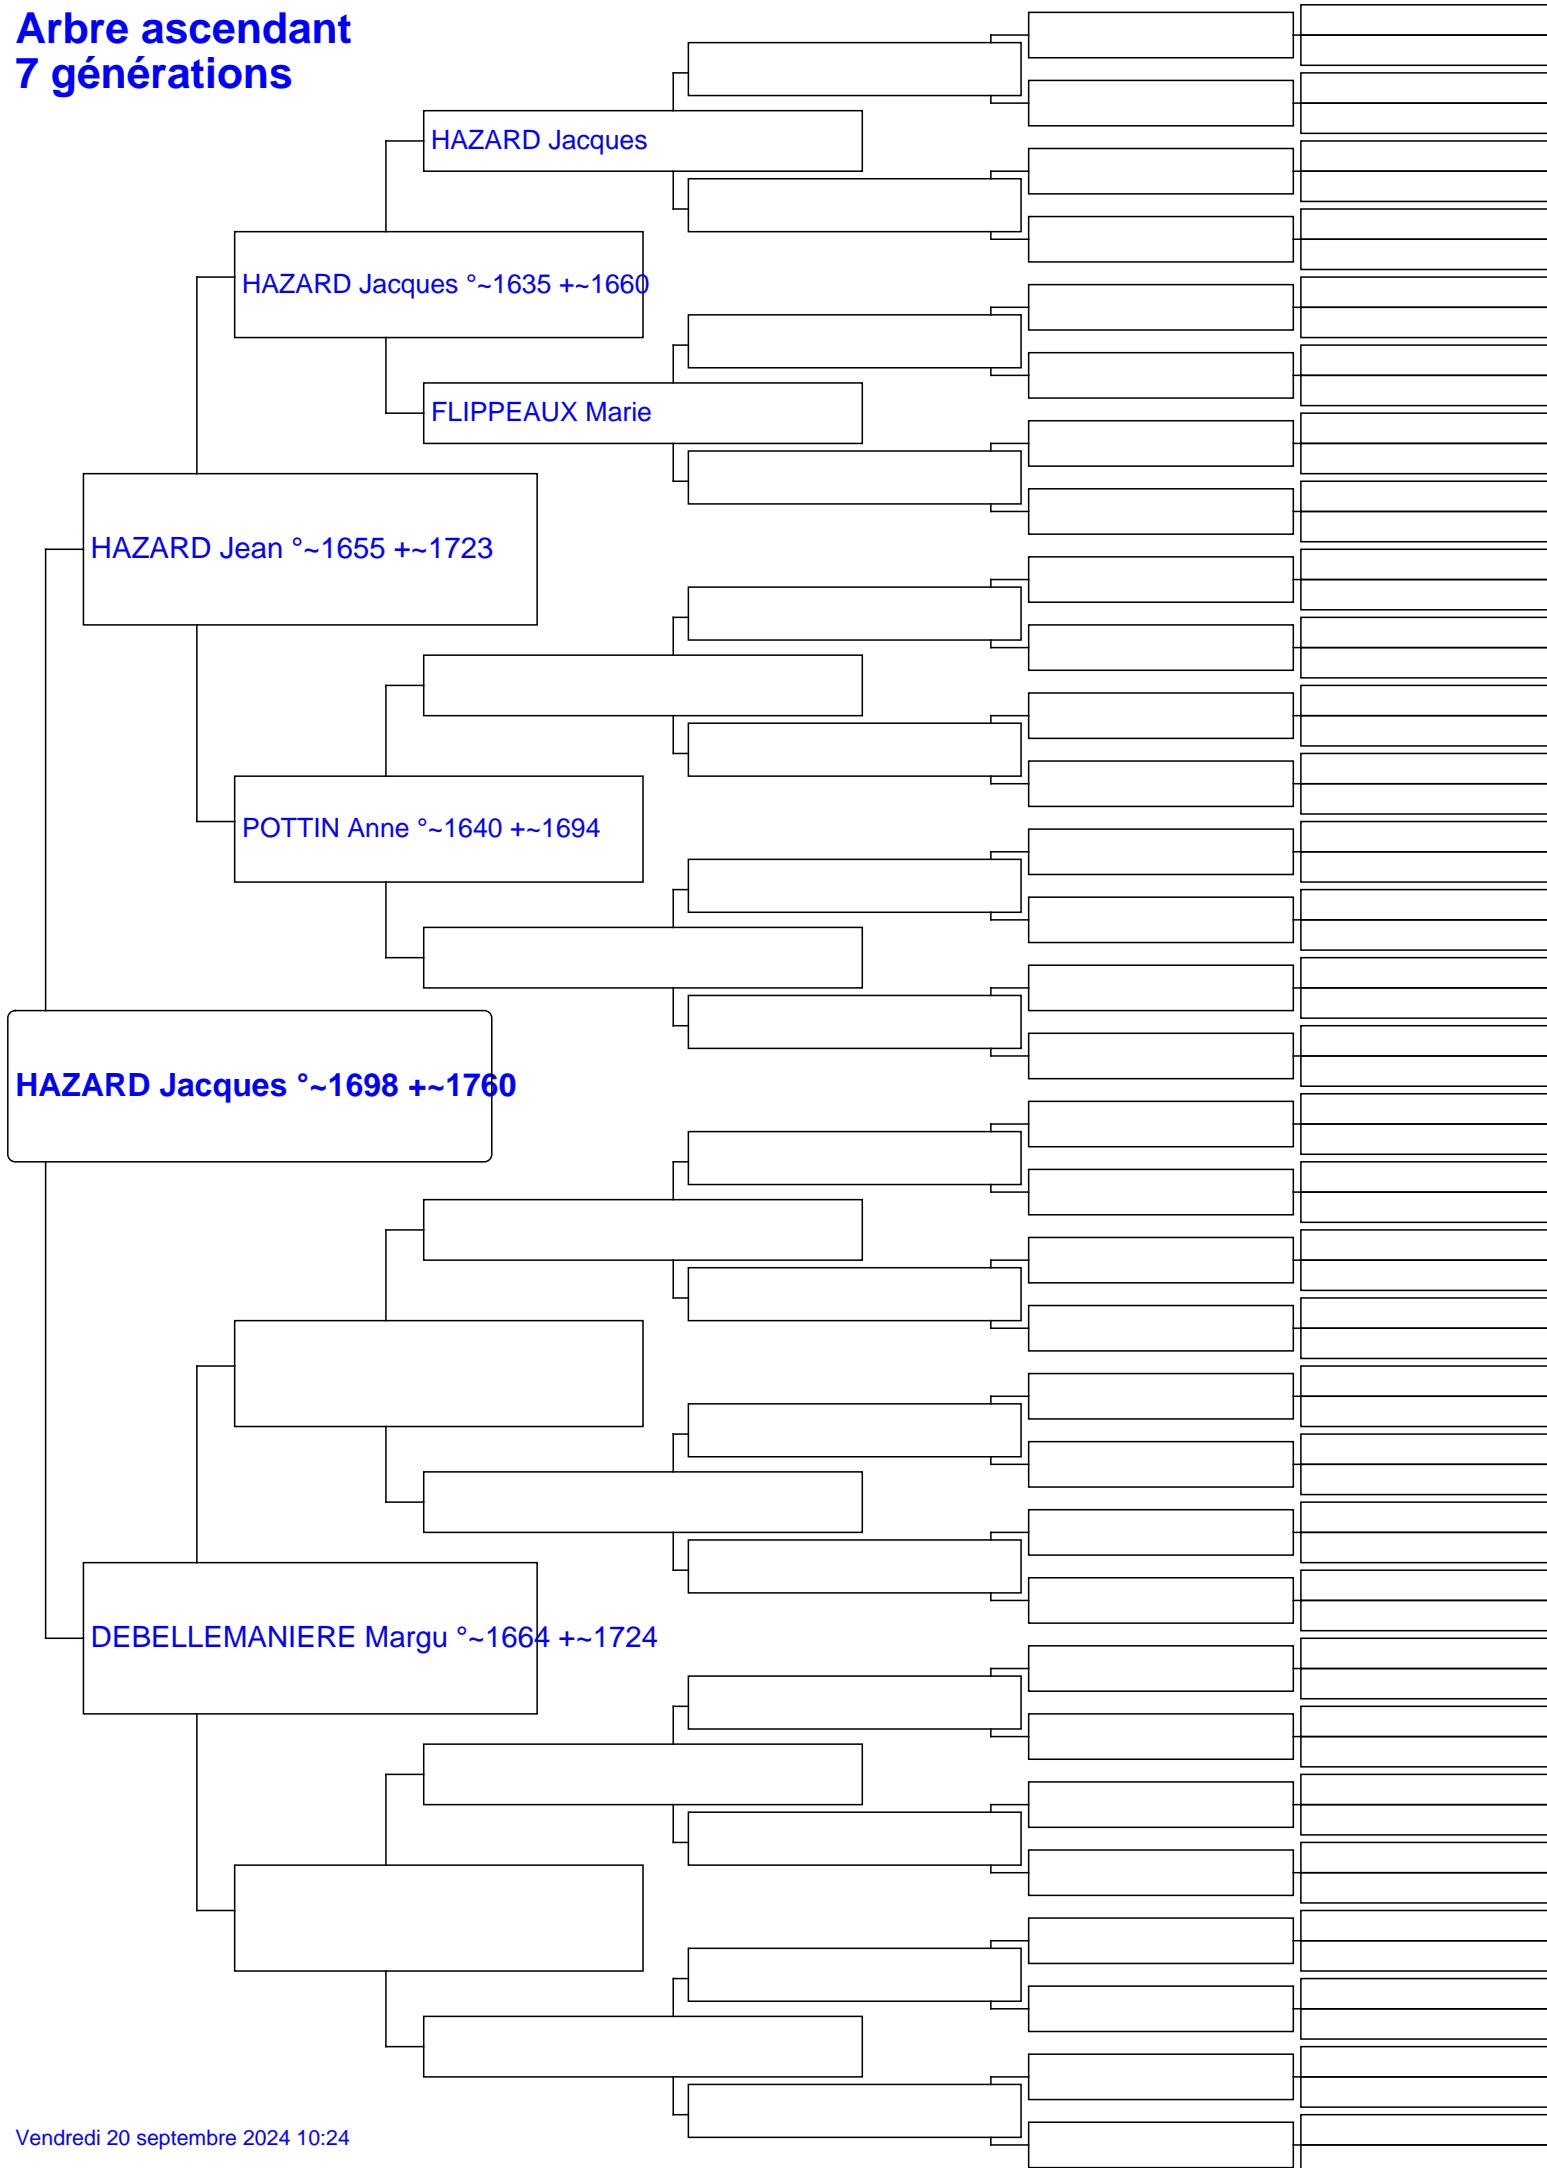 Arbre ascendant
7 générations
HAZARD Jacques
HAZARD Jacques °~1635 +~1660
FLIPPEAUX Marie
HAZARD Jean °~1655 +~1723
POTTIN Anne °~1640 +~1694
HAZARD Jacques °~1698 +~1760
DEBELLEMANIERE Margu °~1664 +~1724
Vendredi 20 septembre 2024 10:24